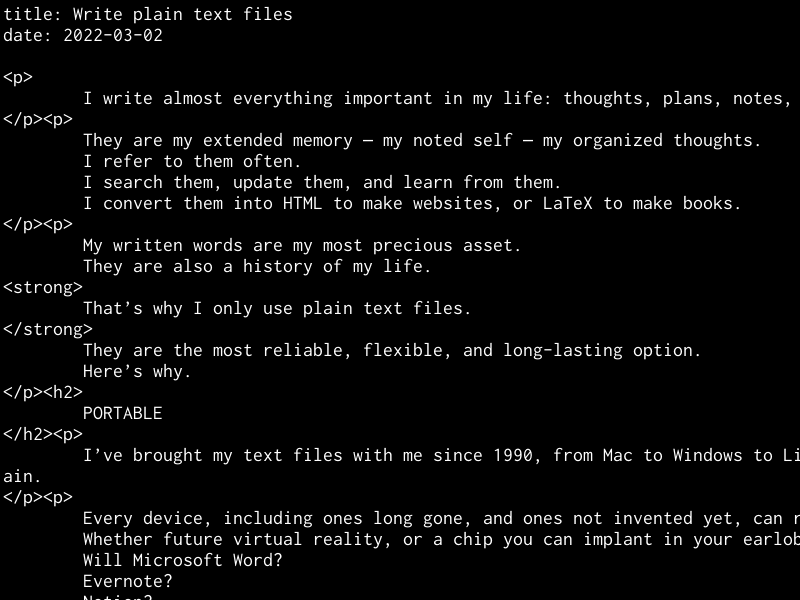 title: Write plain text files
date: 2022-03-02
<p>
I write almost everything important in my life: thoughts, plans, notes,
</p><p>
They are my extended memory — my noted self — my organized thoughts.
I refer to them often.
I search them, update them, and learn from them.
I convert them into HTML to make websites, or LaTeX to make books.
</p><p>
My written words are my most precious asset.
They are also a history of my life.
<strong>
That’s why I only use plain text files.
</strong>
They are the most reliable, flexible, and long-lasting option.
Here’s why.
</p><h2>
PORTABLE
</h2><p>
I’ve brought my text files with me since 1990, from Mac to Windows to Li
ain.
</p><p>
Every device, including ones long gone, and ones not invented yet, can
Whether future virtual reality, or a chip you can implant in your earlob
Will Microsoft Word?
Evernote?
Notion?